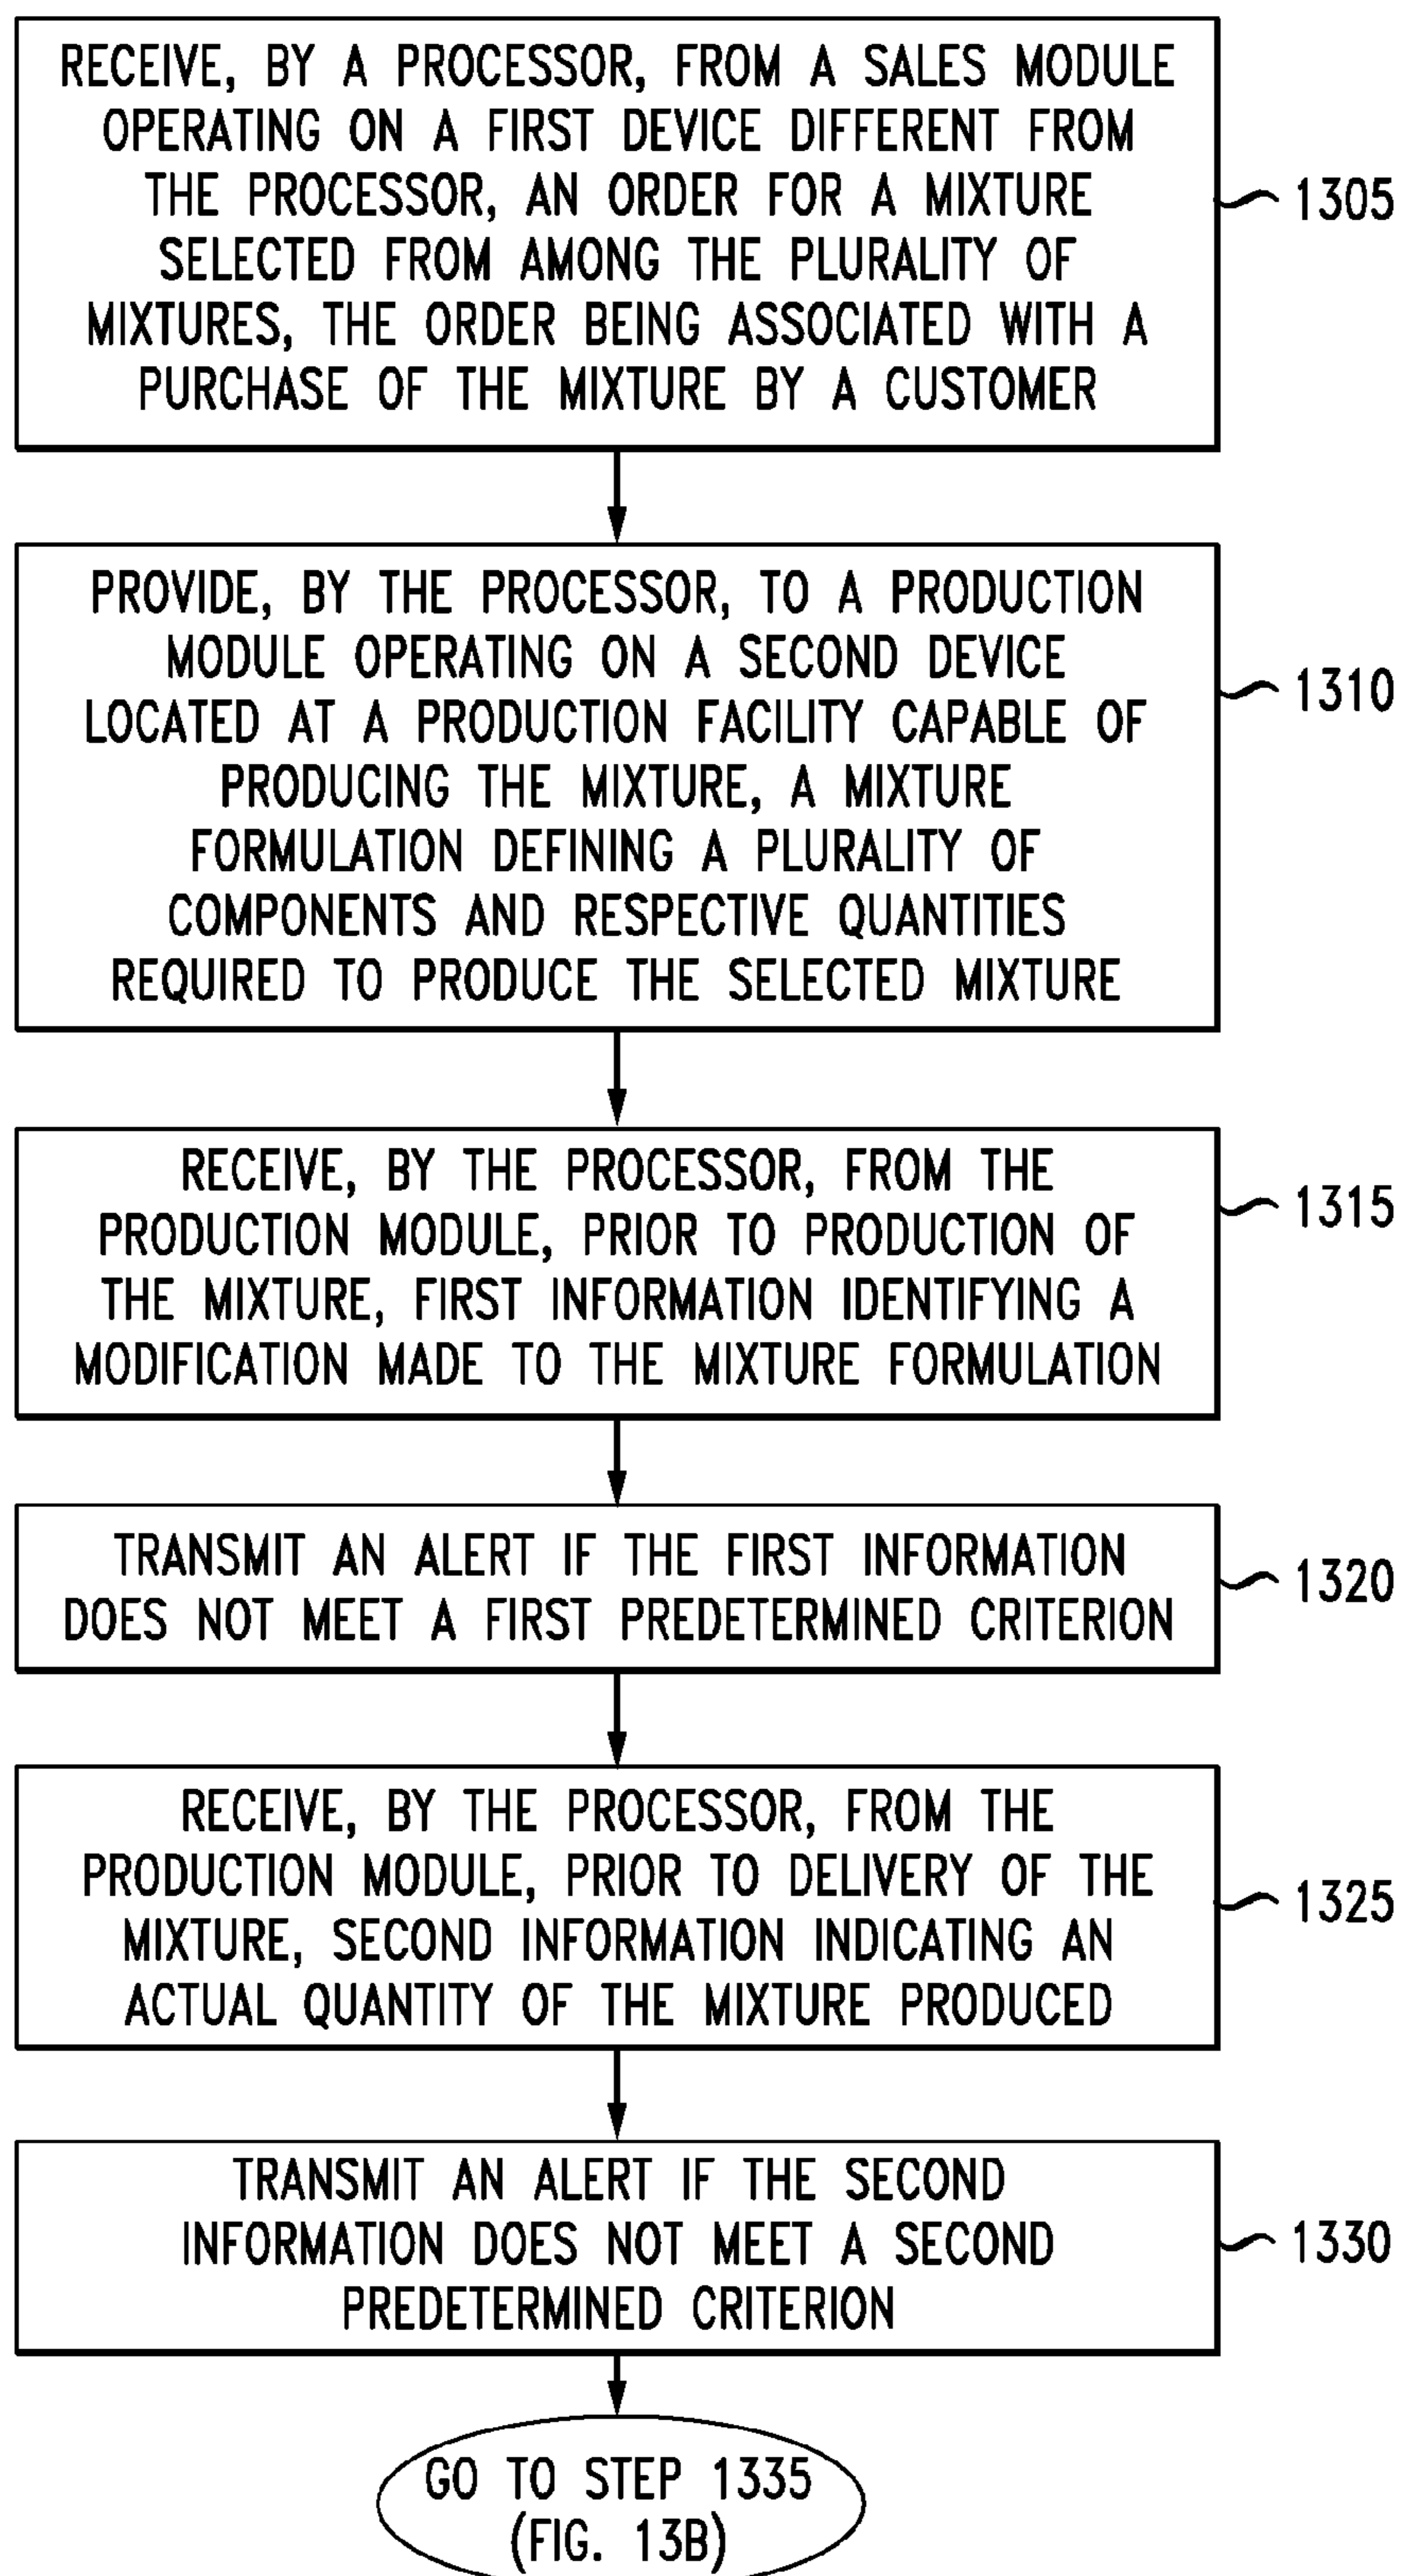 RECEIVE, BY A PROCESSOR, FROM A SALES MODULE
OPERATING ON A FIRST DEVICE DIFFERENT FROM
THE PROCESSOR, AN ORDER FOR A MIXTURE
SELECTED FROM AMONG THE PLURALITY OF
MIXTURES, THE ORDER BEING ASSOCIATED WITH A
PURCHASE OF THE MIXTURE BY A CUSTOMER
1305
PROVIDE, BY THE PROCESSOR, TO A PRODUCTION
MODULE OPERATING ON A SECOND DEVICE
LOCATED AT A PRODUCTION FACILITY CAPABLE OF
PRODUCING THE MIXTURE, A MIXTURE
FORMULATION DEFINING A PLURALITY OF
COMPONENTS AND RESPECTIVE QUANTITIES
REQUIRED TO PRODUCE THE SELECTED MIXTURE
1310
RECEIVE, BY THE PROCESSOR, FROM THE
PRODUCTION MODULE, PRIOR TO PRODUCTION OF
THE MIXTURE, FIRST INFORMATION IDENTIFYING A
MODIFICATION MADE TO THE MIXTURE FORMULATION
1315
TRANSMIT AN ALERT IF THE FIRST INFORMATION
DOES NOT MEET A FIRST PREDETERMINED CRITERION
1320
RECEIVE, BY THE PROCESSOR, FROM THE
PRODUCTION MODULE, PRIOR TO DELIVERY OF THE
MIXTURE, SECOND INFORMATION INDICATING AN
ACTUAL QUANTITY OF THE MIXTURE PRODUCED
1325
TRANSMIT AN ALERT IF THE SECOND
INFORMATION DOES NOT MEET A SECOND
PREDETERMINED CRITERION
1330
GO TO STEP 1335
(FIG. 13B)